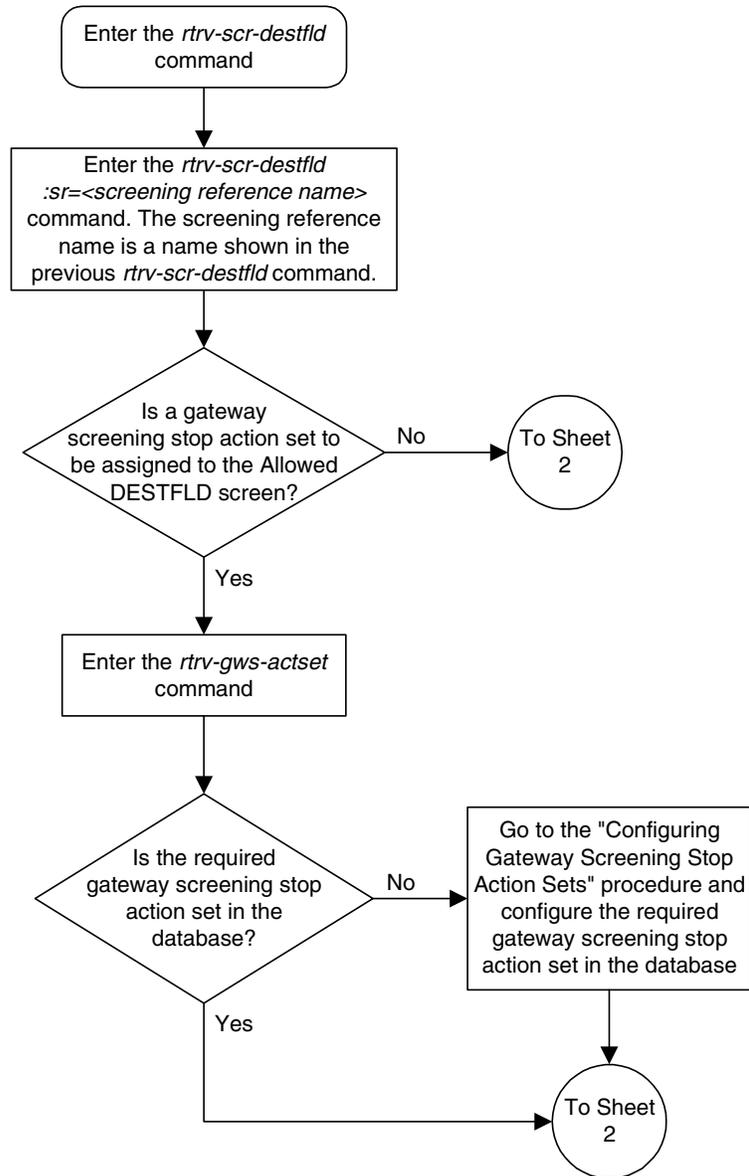 Enter the rtrv-scr-destfld
command
Enter the rtrv-scr-destfld
:sr=<screening reference name>
command. The screening reference
name is a name shown in the
previous rtrv-scr-destfld command.
Is a gateway
screening stop action set to
be assigned to the Allowed
DESTFLD screen?
No
To Sheet
2
Yes
Enter the rtrv-gws-actset
command
Is the required
gateway screening stop
action set in the
database?
No
Go to the "Configuring
Gateway Screening Stop
Action Sets" procedure and
configure the required
gateway screening stop
action set in the database
Yes
To Sheet
2